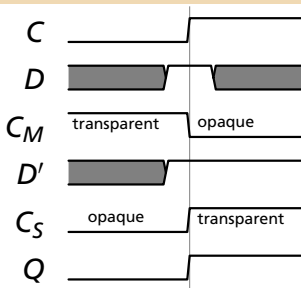 C
D
C_M transparent opaque
D'
C_S opaque transparent
Q